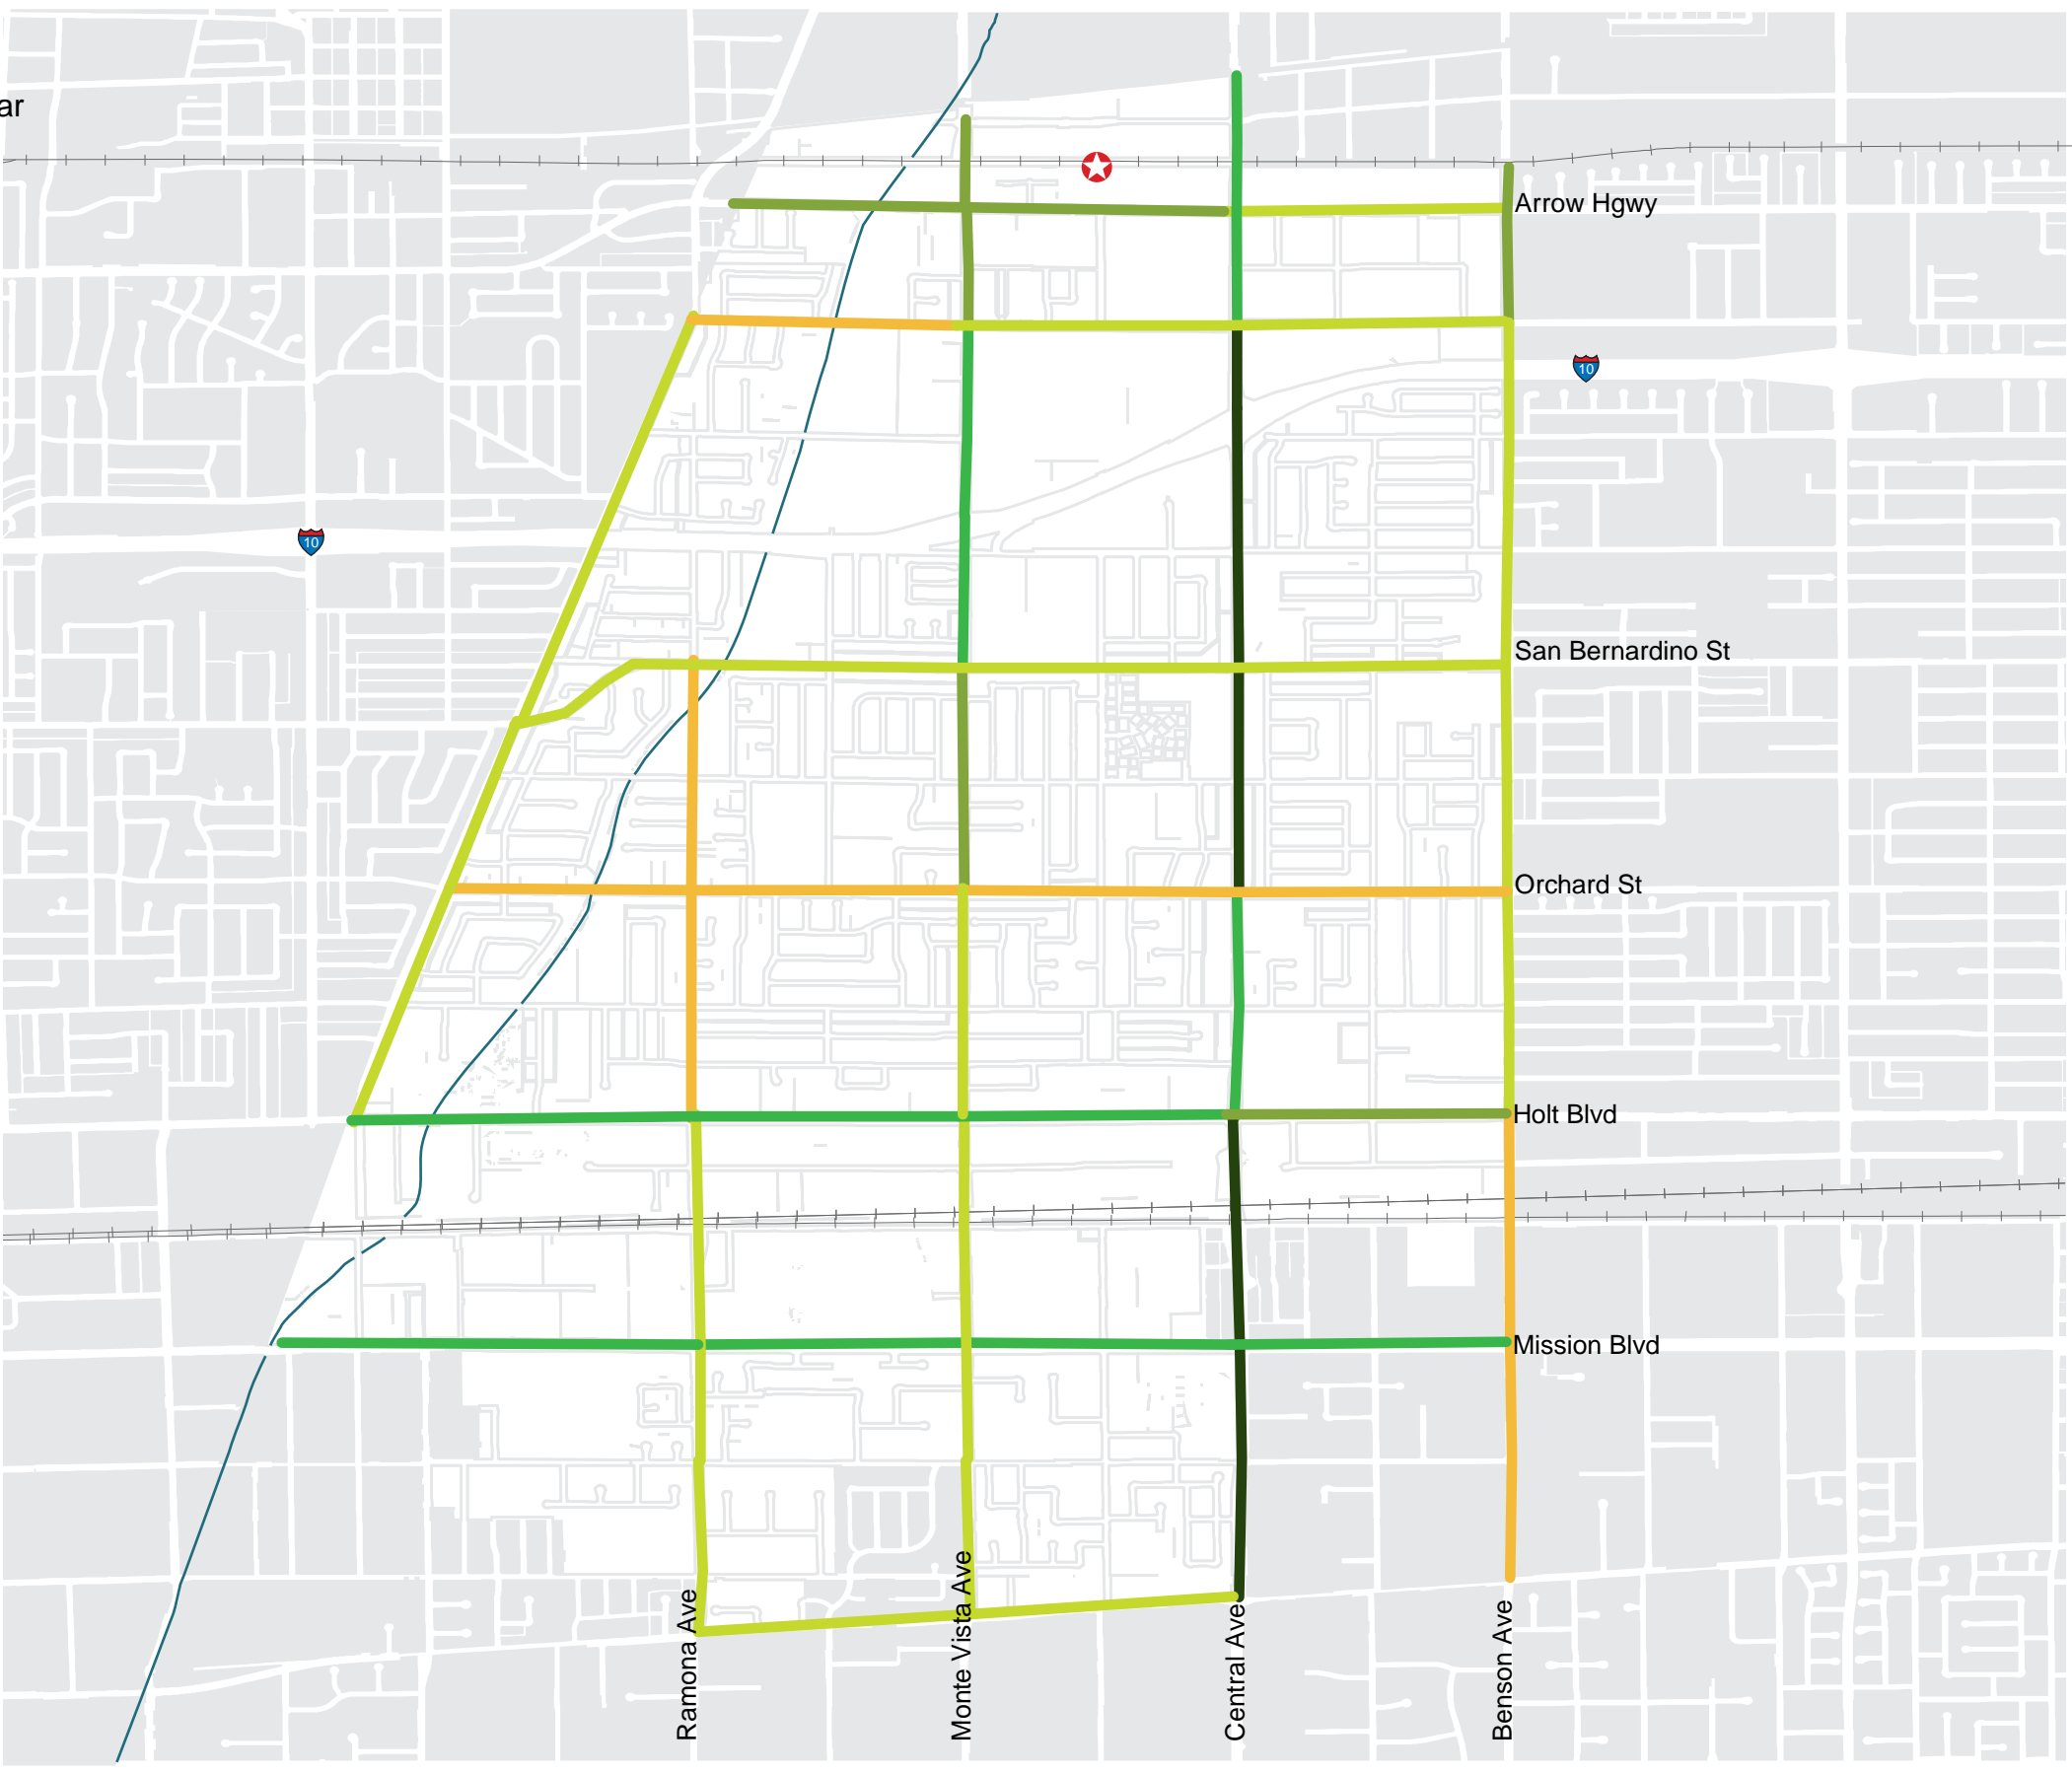 ar
Arrow Hgwy
10
10
San Bernardino St
Orchard St
Holt Blvd
Mission Blvd
Ramona Ave
Monte Vista Ave
Central Ave
Benson Ave